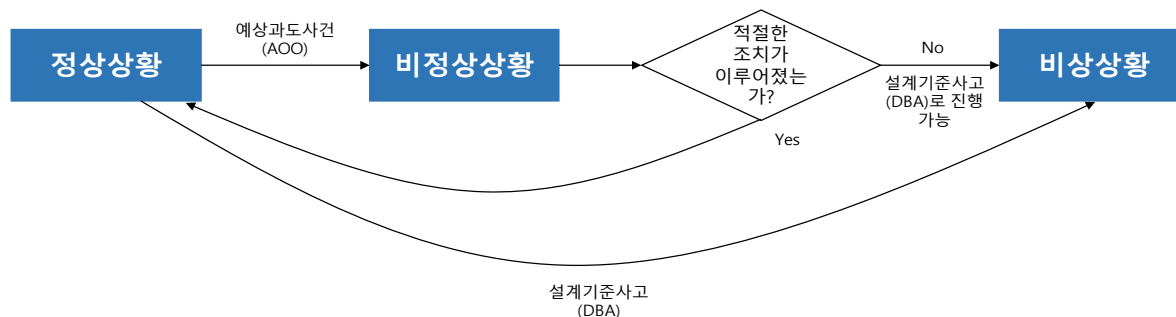 정상상황
예상과도사건
(AOO)
비정상상황
적절한
조치가
이루어졌는
가?
No
설계기준사고
(DBA)로 진행
가능
비상상황
Yes
설계기준사고
(DBA)